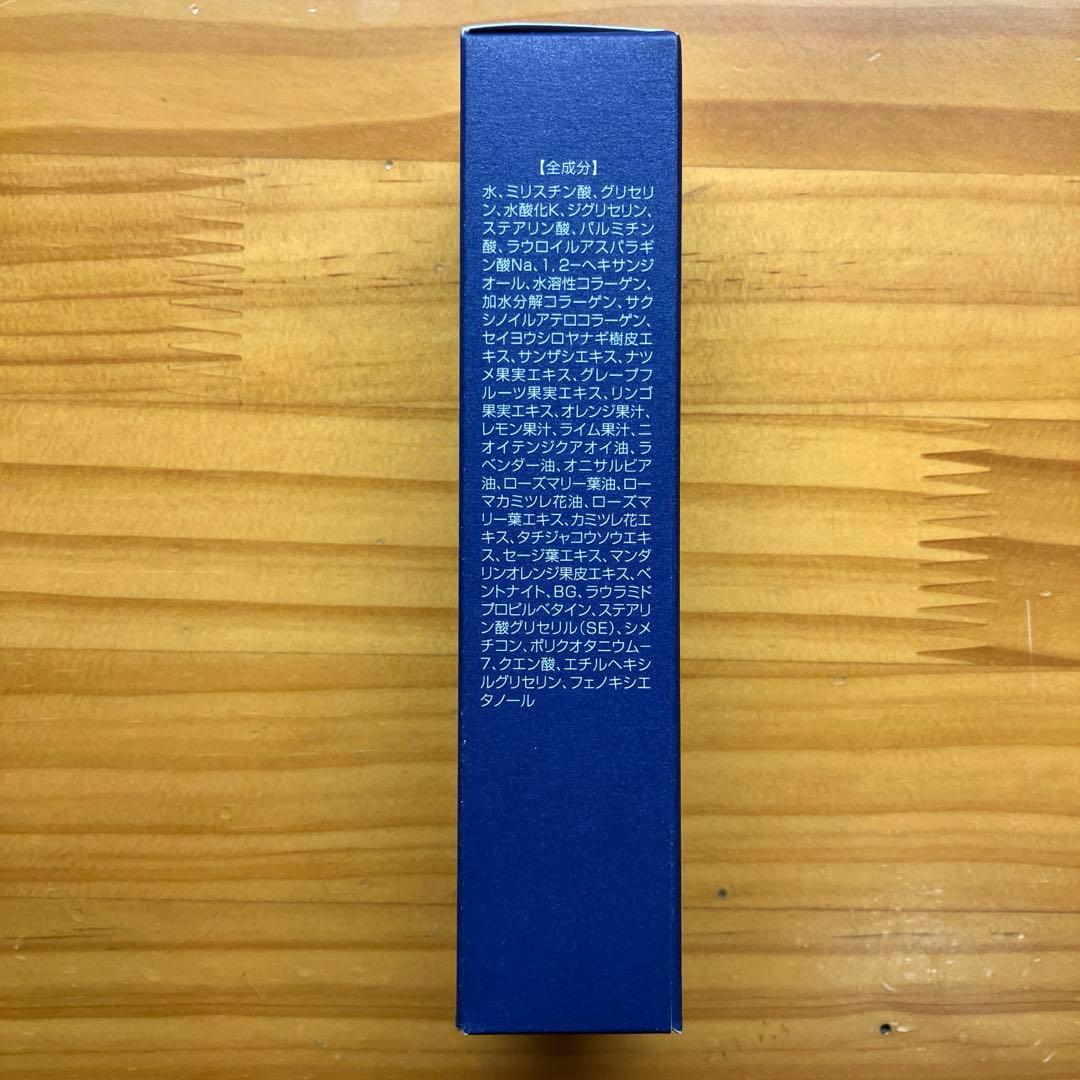 【全成分】
水、ミリスチン酸、グリセリ
ン、水酸化K、ジグリセリン、
ステアリン酸、パルミチン
酸、ラウロイルアスパラギ
ン酸Na、1,2-ヘキサンジ
オール、水溶性コラーゲン、
加水分解コラーゲン、サク
シノイルアテロコラーゲン、
セイヨウシロヤナギ樹皮エ
キス、サンザシエキス、ナツ
メ果実エキス、グレープフ
ルーツ果実エキス、リンゴ
果実エキス、オレンジ果汁、
レモン果汁、ライム果汁、ニ
オイテンジクアオイ油、ラ
ベンダー油、オニサルビア
油、ローズマリー葉油、ロー
マカミツレ花油、ローズマ
リー葉エキス、カミツレ花エ
キス、タチジャコウソウエキ
ス、セージ葉エキス、マンダ
リンオレンジ果皮エキス、ベ
ントナイト、BG、ラウラミド
プロピルベタイン、ステアリ
ン酸グリセリル(SE)、シメ
チコン、ポリクオタニウム-
7、クエン酸、エチルヘキシ
ルグリセリン、フェノキシエ
タノール